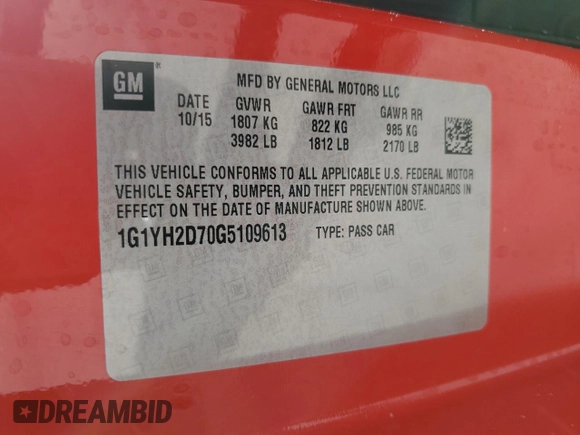 GM
MFD BY GENERAL MOTORS LLC
DATE GVWR GAWR FRT GAWR RR
10/15 1807 KG 822 KG 985 KG
3982 LB 1812 LB 2170 LB
THIS VEHICLE CONFORMS TO ALL APPLICABLE U.S. FEDERAL MOTOR
VEHICLE SAFETY, BUMPER, AND THEFT PREVENTION STANDARDS IN
EFFECT ON THE DATE OF MANUFACTURE SHOWN ABOVE.
1G1YH2D70G5109613 TYPE: PASS CAR
DREAMBID